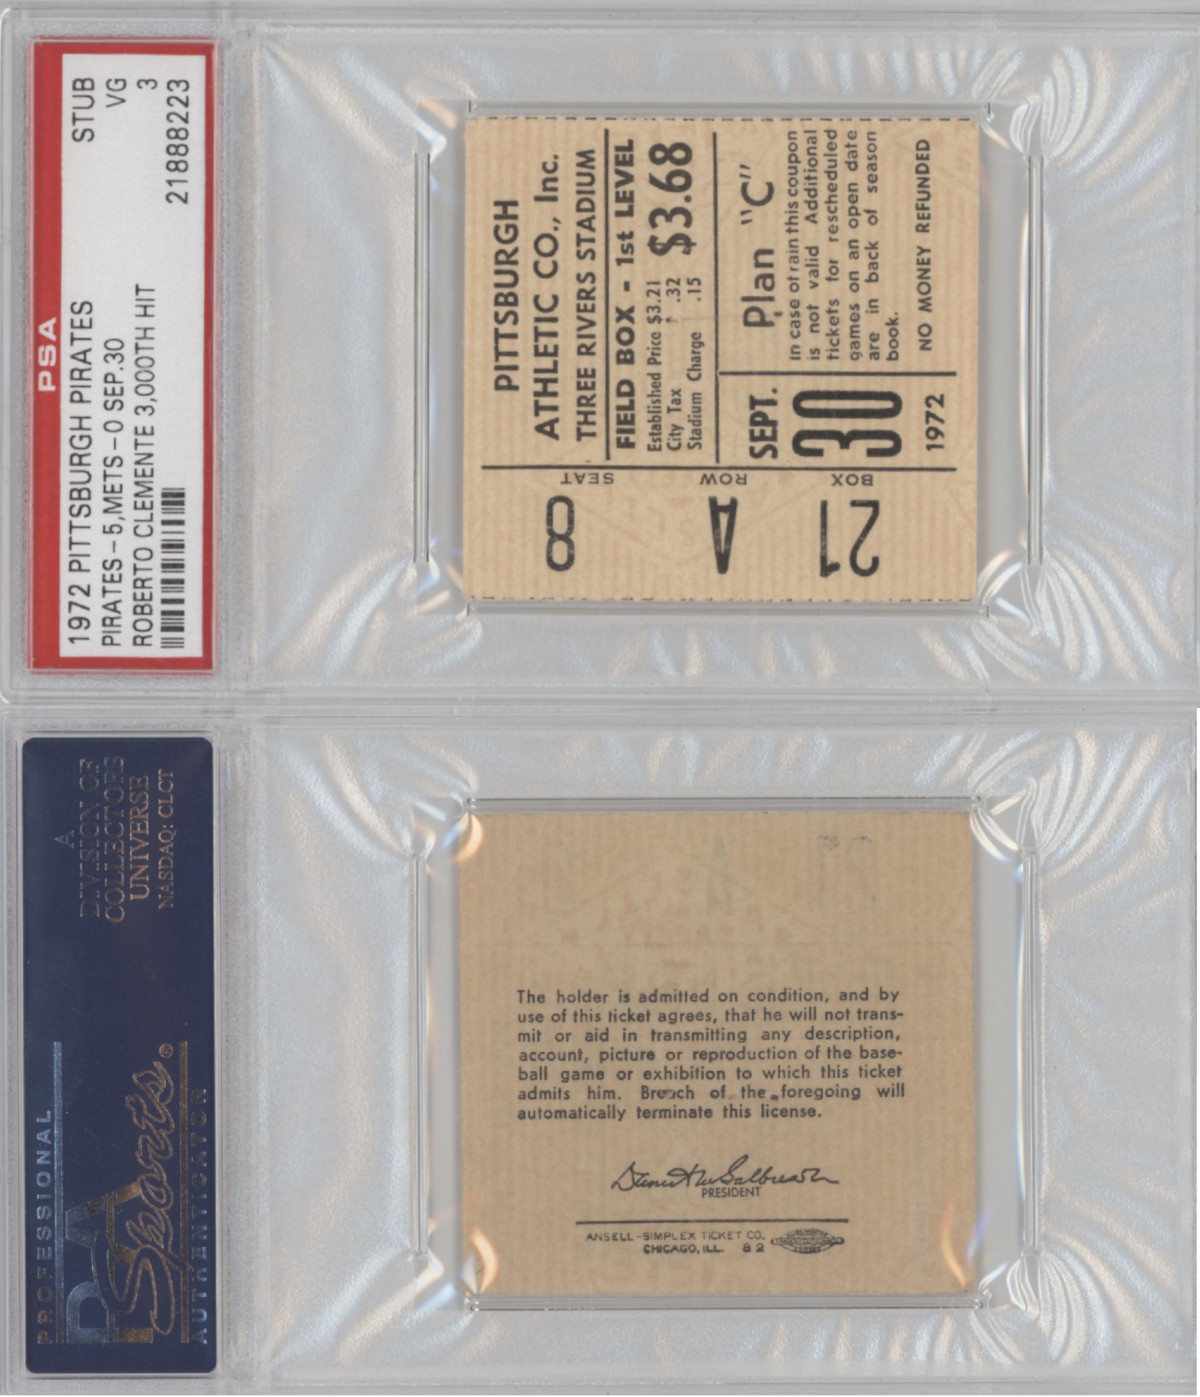 PSA
1972 PITTSBURGH PIRATES STUB
PIRATES-5,METS-0 SEP.30 VG
ROBERTO CLEMENTE 3,000TH HIT 3
21888223
PITTSBURGH
ATHLETIC CO., Inc.
THREE RIVERS STADIUM
FIELD BOX - 1st LEVEL
Established Price $3.21
City Tax .32
Stadium Charge .15
$3.68
SEPT.
30
1972
Plan "C"
In case of rain this coupon
is not valid Additional
tickets for rescheduled
games on an open date
are in back of season
book.
NO MONEY REFUNDED
SEAT ROW BOX
8 A 21
A
DIVISION OF
COLLECTORS
UNIVERSE
NASDAQ: CLCT
PROFESSIONAL
PSA
Sports®
AUTHENTICATOR
The holder is admitted on condition, and by
use of this ticket agrees, that he will not trans-
mit or aid in transmitting any description,
account, picture or reproduction of the base-
ball game or exhibition to which this ticket
admits him. Breach of the foregoing will
automatically terminate this license.
PRESIDENT
ANSELL-SIMPLEX TICKET CO.
CHICAGO, ILL. 82